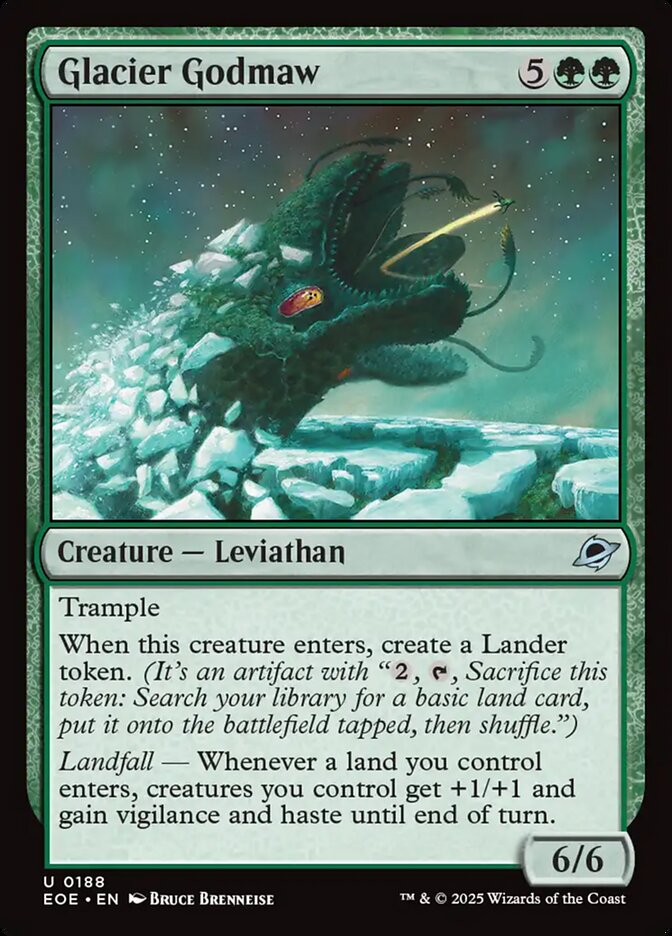 Glacier Godmaw 5
Creature — Leviathan
Trample
When this creature enters, create a Lander
token. (It's an artifact with “2, , Sacrifice this
token: Search your library for a basic land card,
put it onto the battlefield tapped, then shuffle.”)
Landfall — Whenever a land you control
enters, creatures you control get +1/+1 and
gain vigilance and haste until end of turn.
6/6
U 0188
EOE • EN Bruce Brenneise
™ & © 2025 Wizards of the Coast